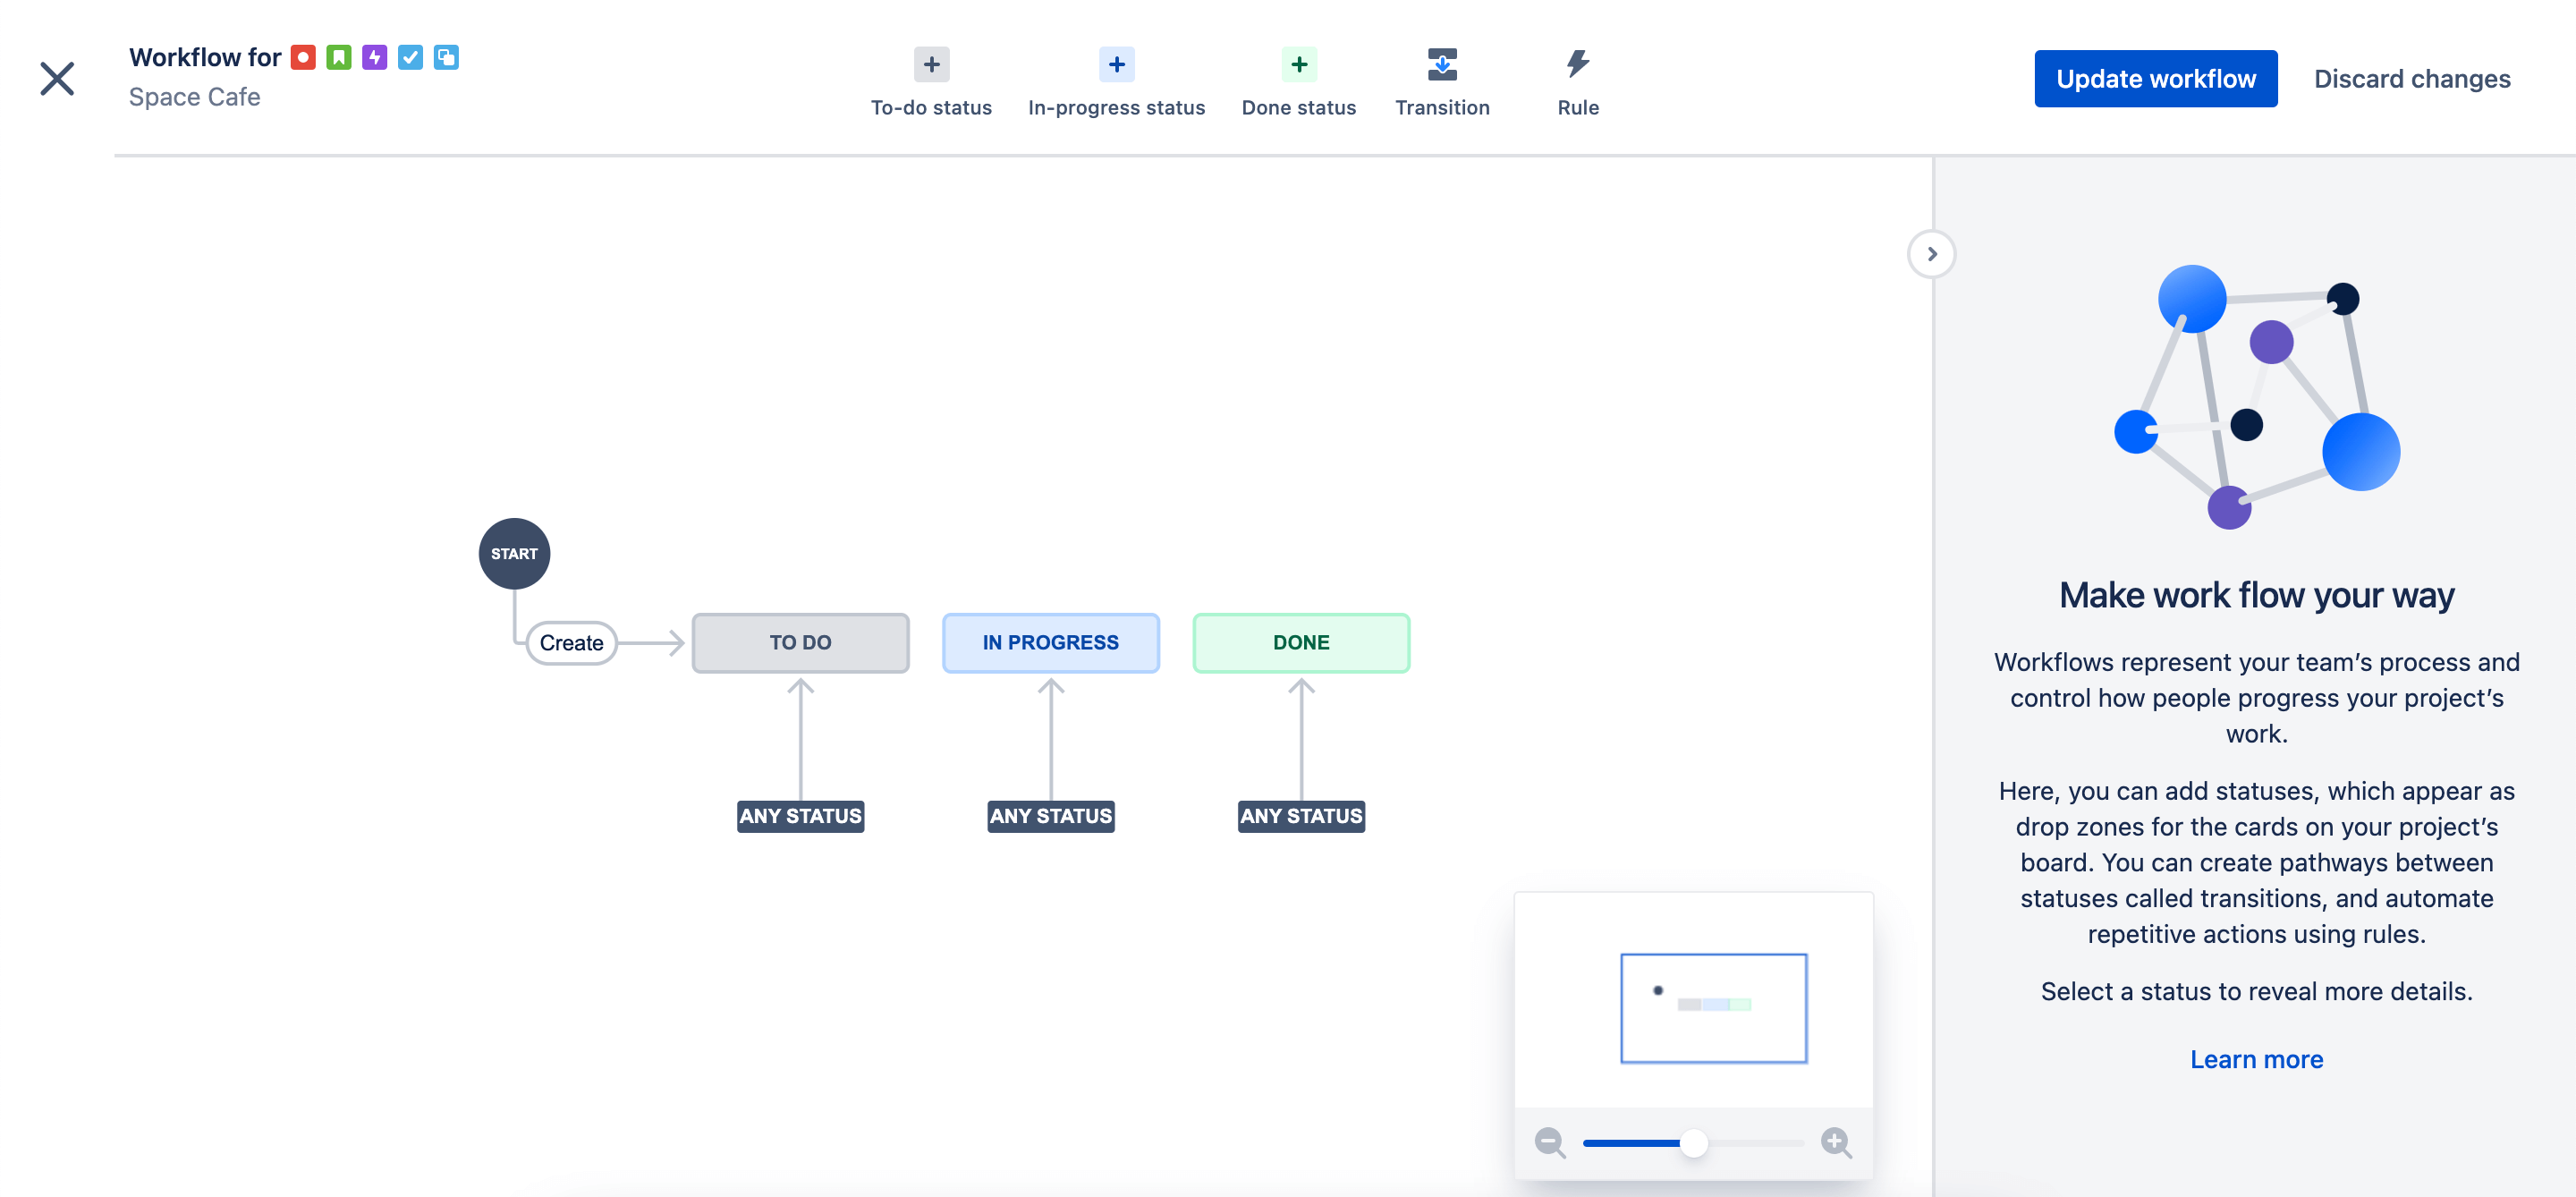 Workflow for
Space Cafe
To-do status
In-progress status
Done status
Transition
Rule
Update workflow
Discard changes
START
Create
TO DO
IN PROGRESS
DONE
ANY STATUS
ANY STATUS
ANY STATUS
Make work flow your way
Workflows represent your team’s process and
control how people progress your project’s
work.
Here, you can add statuses, which appear as
drop zones for the cards on your project’s
board. You can create pathways between
statuses called transitions, and automate
repetitive actions using rules.
Select a status to reveal more details.
Learn more